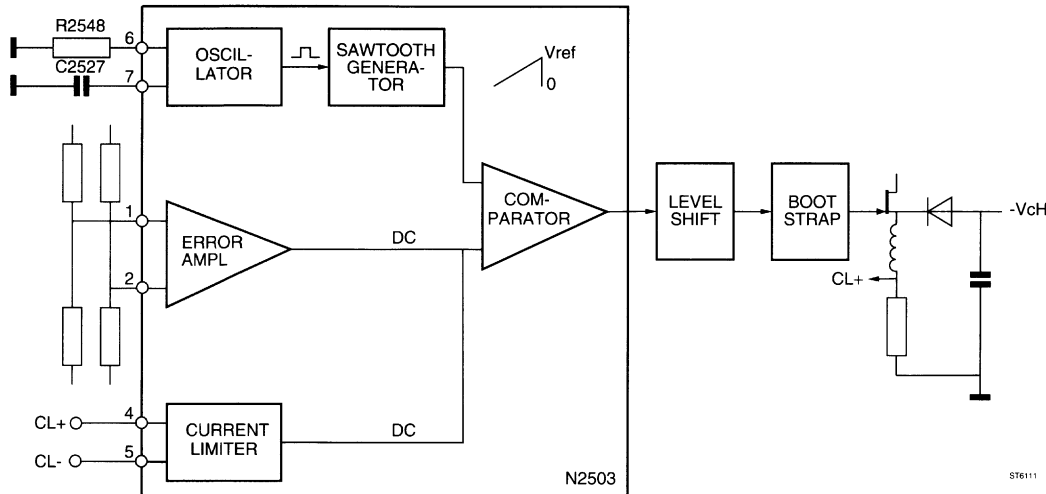 R2548
6
C2527
7
OSCIL-
LATOR
SAWTOOTH
GENERA-
TOR
Vref
0
1
2
ERROR
AMPL
DC
COM-
PARATOR
LEVEL
SHIFT
BOOT
STRAP
-VcH
CL+
CL+
4
CL-
5
CURRENT
LIMITER
DC
N2503
ST6111